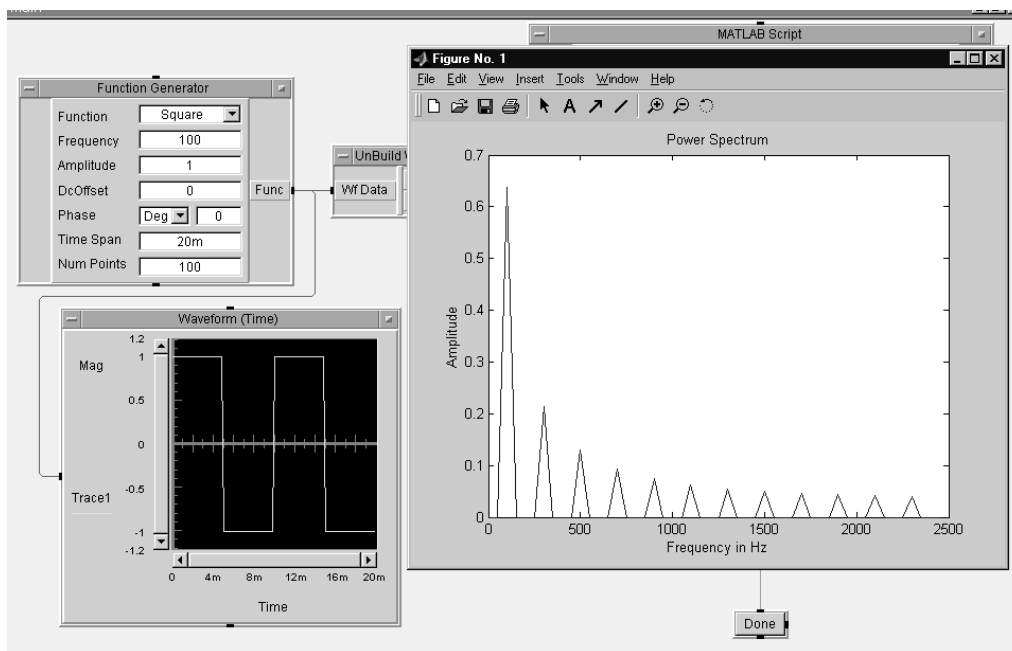 MATLAB Script
Figure No. 1
File Edit View Insert Tools Window Help
Function Generator
Function Square
Frequency 100
Amplitude 1
DcOffset 0
Phase Deg 0
Time Span 20m
Num Points 100
Func
UnBuild
Wf Data
Waveform (Time)
Mag
1.2
1
0.5
0
-0.5
-1
-1.2
Trace1
0 4m 8m 12m 16m 20m
Time
Power Spectrum
Amplitude
0.7
0.6
0.5
0.4
0.3
0.2
0.1
0
0 500 1000 1500 2000 2500
Frequency in Hz
Done